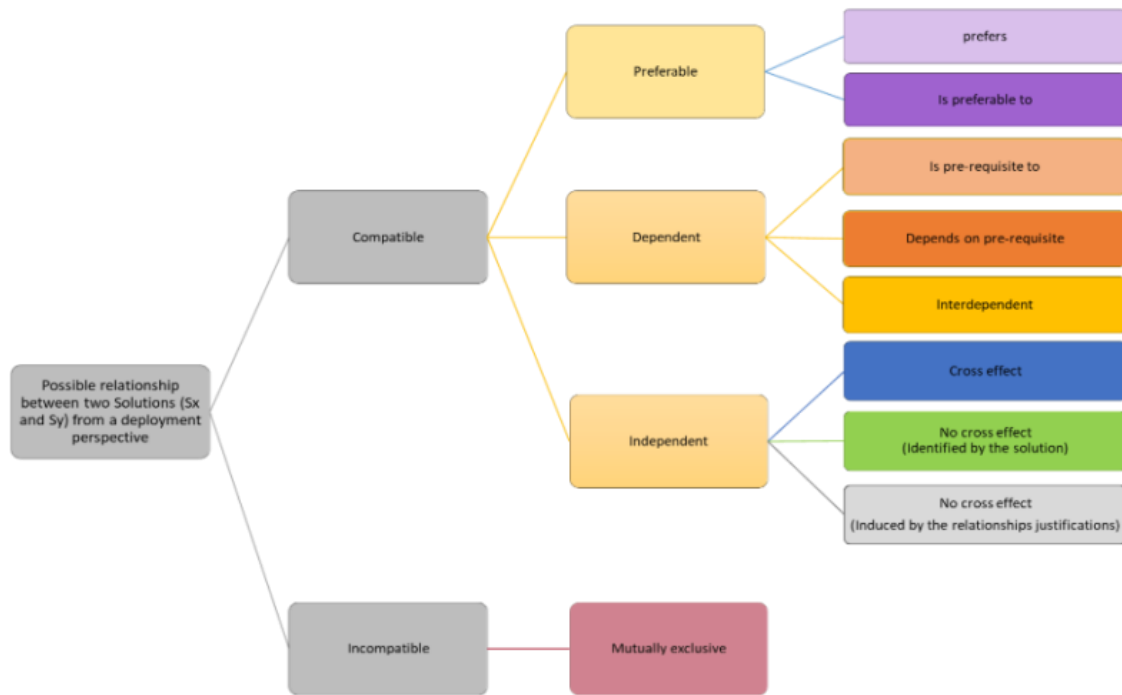 prefers
Preferable
Is preferable to
Is pre-requisite to
Compatible
Dependent
Depends on pre-requisite
Interdependent
Possible relationship
between two Solutions (Sx
and Sy) from a deployment
perspective
Cross effect
Independent
No cross effect
(Identified by the solution)
No cross effect
(Induced by the relationships justifications)
Incompatible
Mutually exclusive